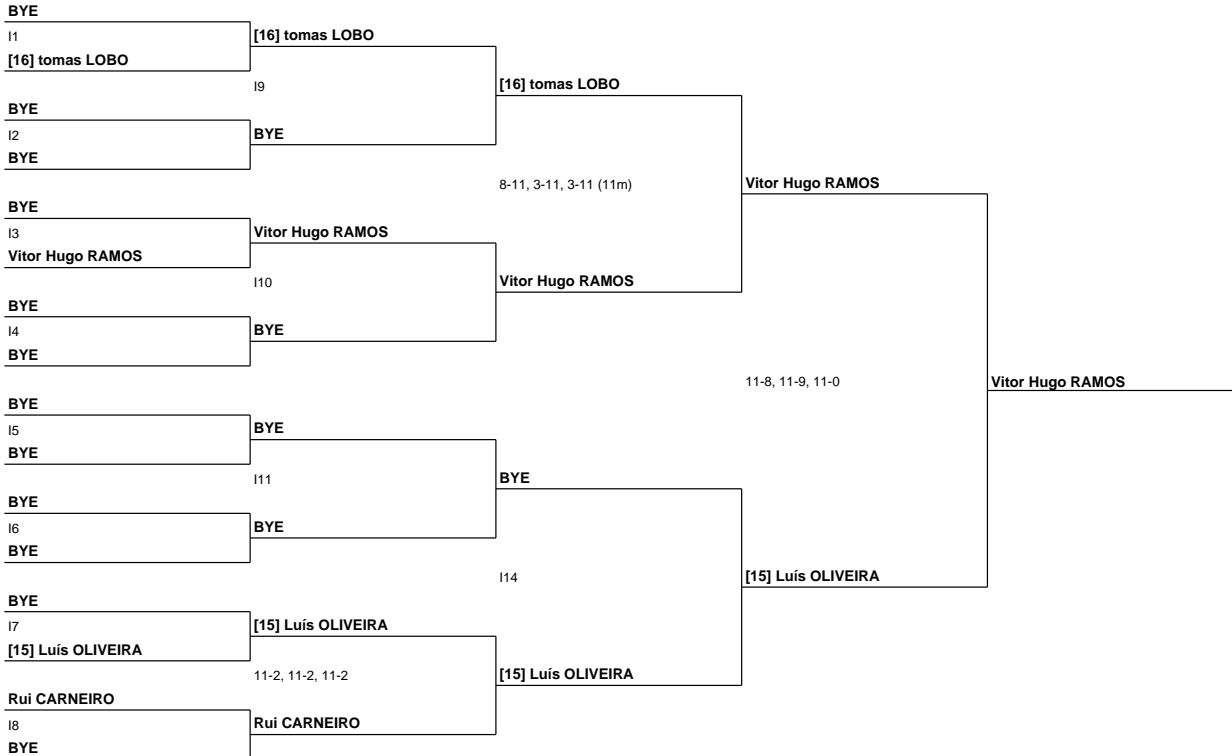 BYE
I1
[16] tomas LOBO
[16] tomas LOBO
I9
[16] tomas LOBO
BYE
I2
BYE
BYE
8-11, 3-11, 3-11 (11m)
Vitor Hugo RAMOS
BYE
I3
Vitor Hugo RAMOS
Vitor Hugo RAMOS
I10
Vitor Hugo RAMOS
BYE
I4
BYE
BYE
11-8, 11-9, 11-0
Vitor Hugo RAMOS
BYE
I5
BYE
BYE
I11
BYE
BYE
I6
BYE
BYE
I14
[15] Luís OLIVEIRA
BYE
I7
[15] Luís OLIVEIRA
[15] Luís OLIVEIRA
11-2, 11-2, 11-2
[15] Luís OLIVEIRA
Rui CARNEIRO
I8
Rui CARNEIRO
BYE